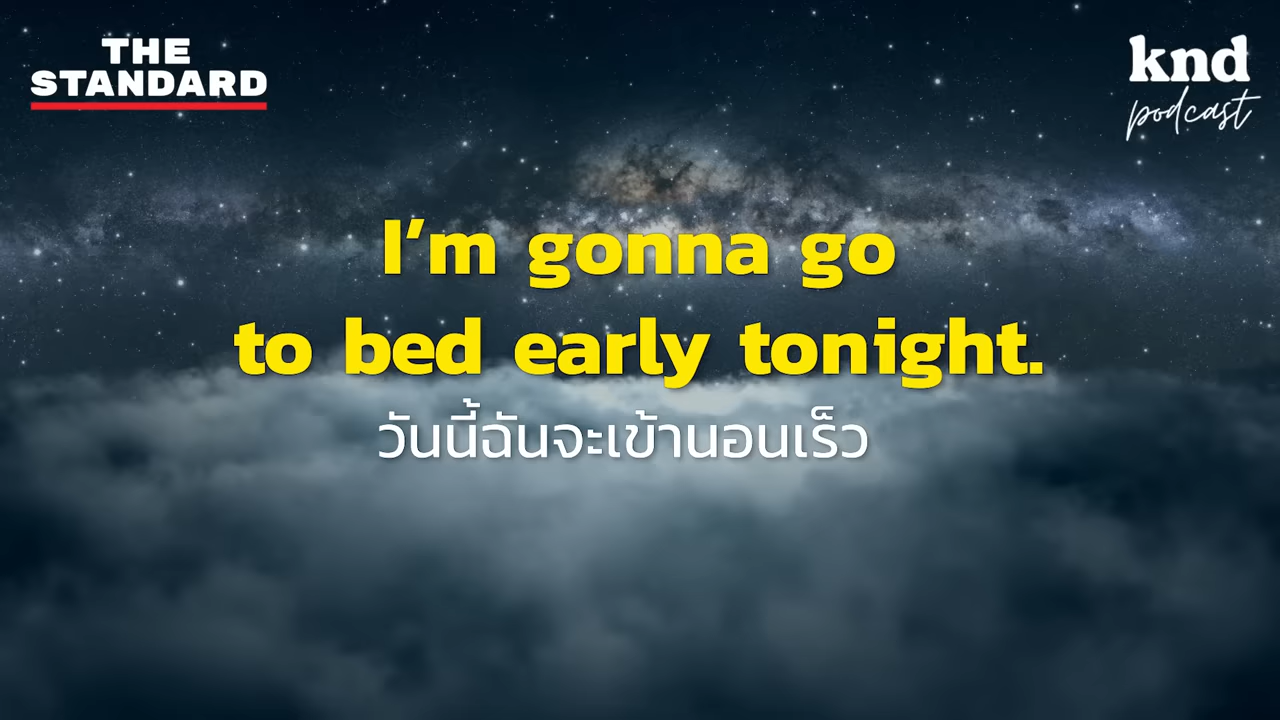 THE
STANDARD
knd
podcast
I'm gonna go
to bed early tonight.
วันนี้ฉันจะเข้านอนเร็ว